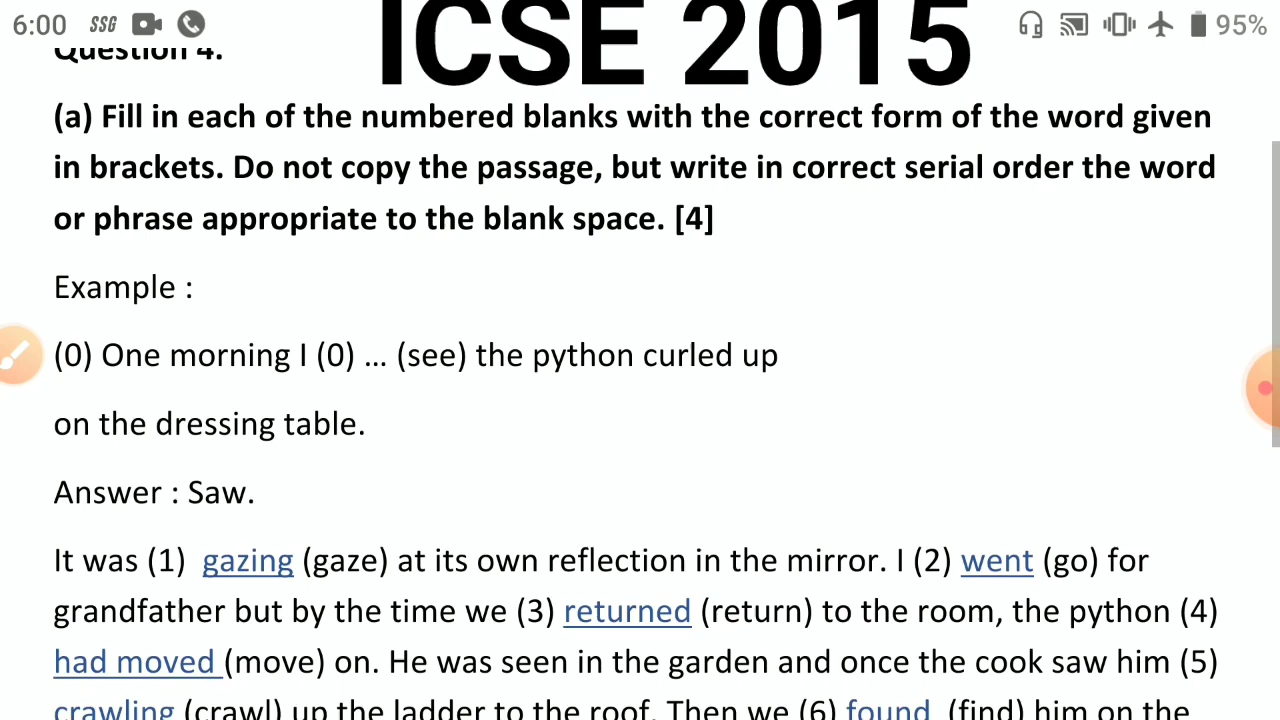 6:00 SSG 95%
ICSE 2015
Question 4.
(a) Fill in each of the numbered blanks with the correct form of the word given
in brackets. Do not copy the passage, but write in correct serial order the word
or phrase appropriate to the blank space. [4]
Example :
(0) One morning I (0) ... (see) the python curled up
on the dressing table.
Answer : Saw.
It was (1) gazing (gaze) at its own reflection in the mirror. I (2) went (go) for
grandfather but by the time we (3) returned (return) to the room, the python (4)
had moved (move) on. He was seen in the garden and once the cook saw him (5)
crawling (crawl) up the ladder to the roof. Then we (6) found (find) him on the